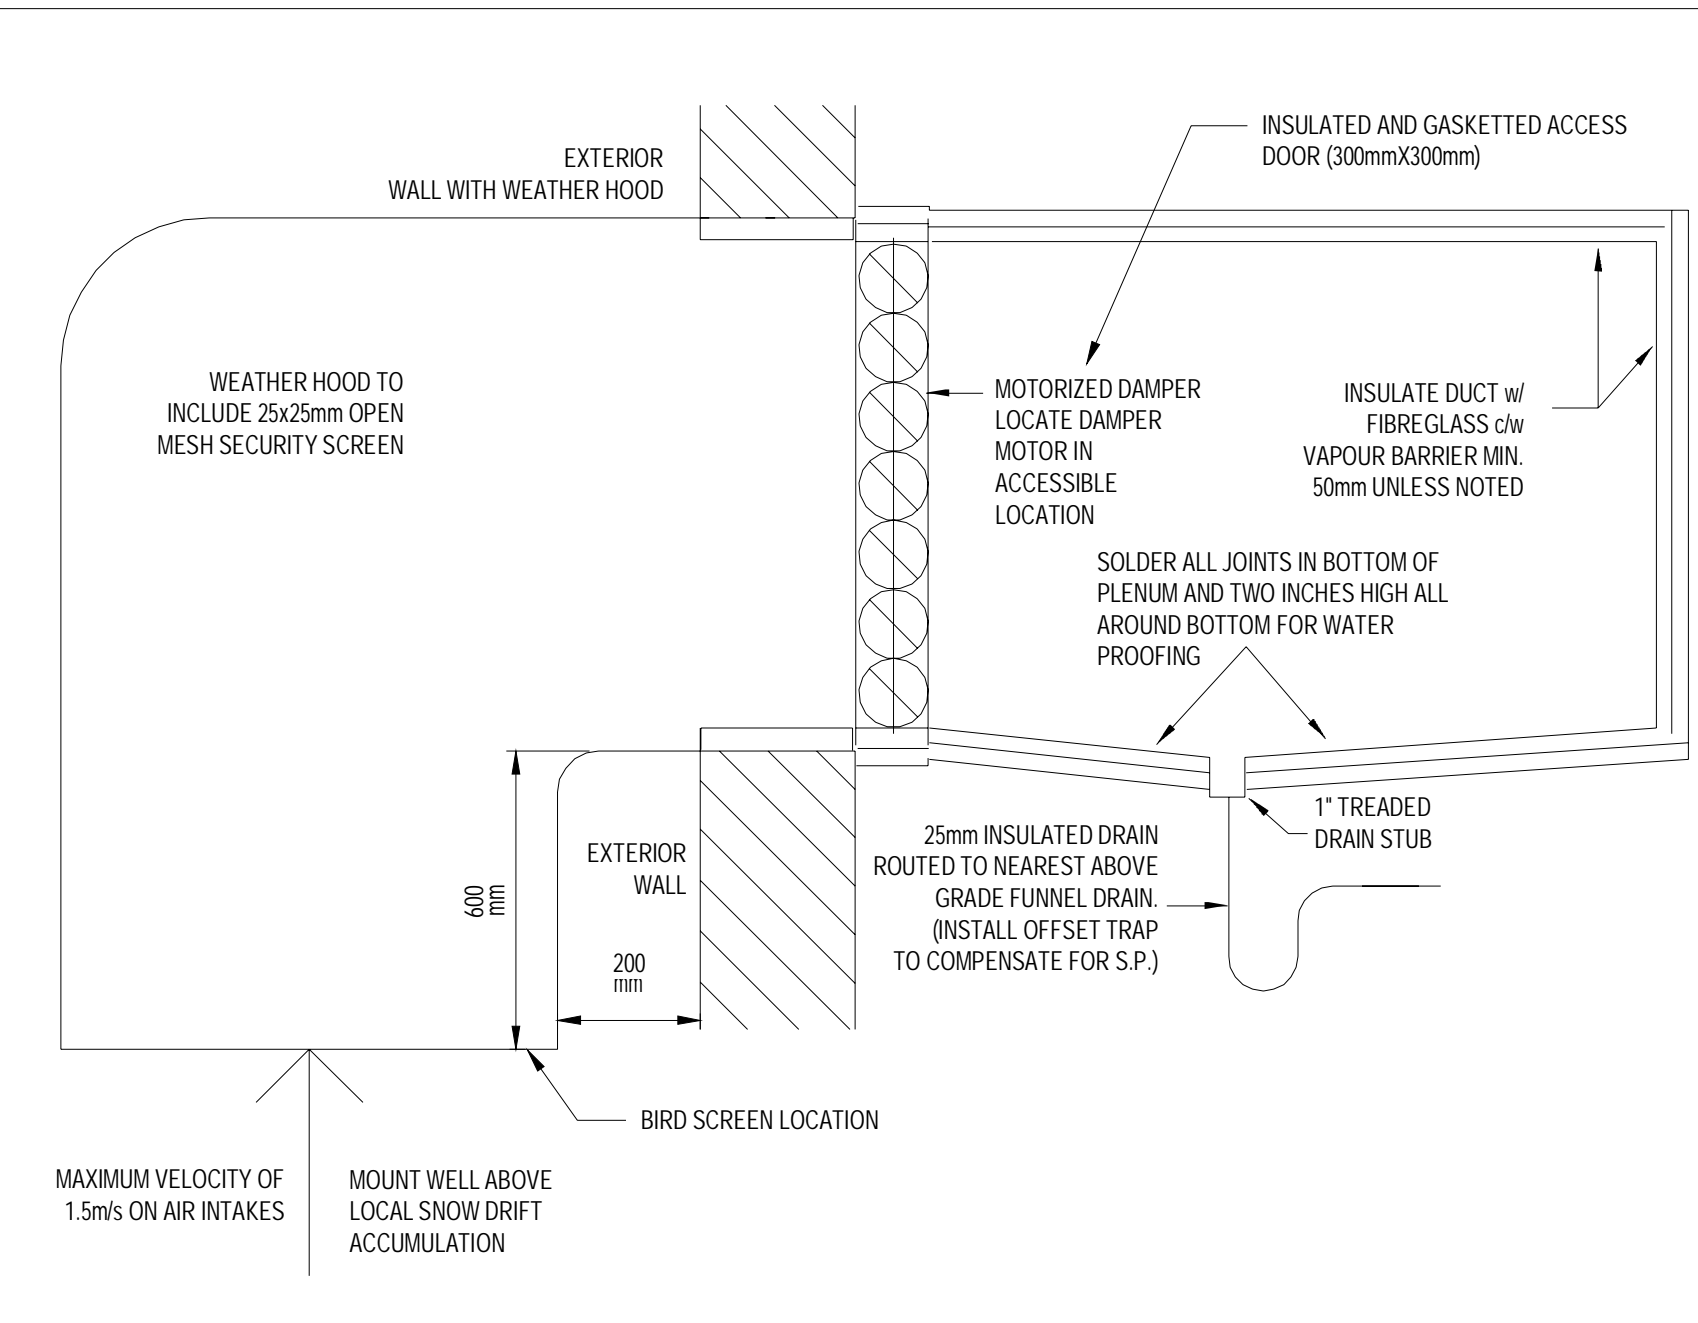 INSULATED AND GASKETTED ACCESS
DOOR (300mmX300mm)
EXTERIOR
WALL WITH WEATHER HOOD
WEATHER HOOD TO
INCLUDE 25x25mm OPEN
MESH SECURITY SCREEN
MOTORIZED DAMPER
LOCATE DAMPER
MOTOR IN
ACCESSIBLE
LOCATION
INSULATE DUCT w/
FIBREGLASS c/w
VAPOUR BARRIER MIN.
50mm UNLESS NOTED
SOLDER ALL JOINTS IN BOTTOM OF
PLENUM AND TWO INCHES HIGH ALL
AROUND BOTTOM FOR WATER
PROOFING
1" TREADED
DRAIN STUB
25mm INSULATED DRAIN
ROUTED TO NEAREST ABOVE
GRADE FUNNEL DRAIN.
(INSTALL OFFSET TRAP
TO COMPENSATE FOR S.P.)
EXTERIOR
WALL
600
mm
200
mm
BIRD SCREEN LOCATION
MAXIMUM VELOCITY OF
1.5m/s ON AIR INTAKES
MOUNT WELL ABOVE
LOCAL SNOW DRIFT
ACCUMULATION